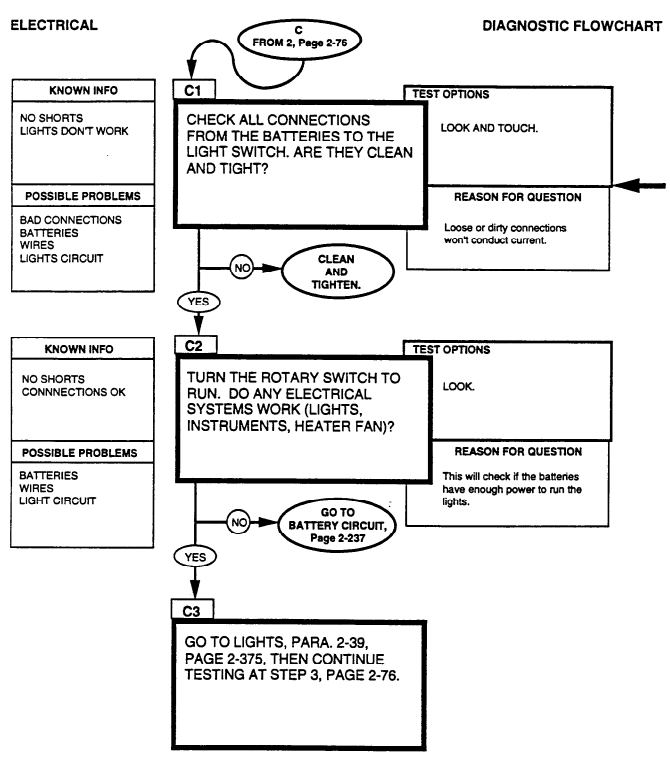 ELECTRICAL
DIAGNOSTIC FLOWCHART
C
FROM 2, Page 2-76
KNOWN INFO
NO SHORTS
LIGHTS DON'T WORK
POSSIBLE PROBLEMS
BAD CONNECTIONS
BATTERIES
WIRES
LIGHTS CIRCUIT
C1
CHECK ALL CONNECTIONS
FROM THE BATTERIES TO THE
LIGHT SWITCH. ARE THEY CLEAN
AND TIGHT?
TEST OPTIONS
LOOK AND TOUCH.
REASON FOR QUESTION
Loose or dirty connections
won't conduct current.
NO
CLEAN
AND
TIGHTEN.
YES
KNOWN INFO
NO SHORTS
CONNNECTIONS OK
POSSIBLE PROBLEMS
BATTERIES
WIRES
LIGHT CIRCUIT
C2
TURN THE ROTARY SWITCH TO
RUN. DO ANY ELECTRICAL
SYSTEMS WORK (LIGHTS,
INSTRUMENTS, HEATER FAN)?
TEST OPTIONS
LOOK.
REASON FOR QUESTION
This will check if the batteries
have enough power to run the
lights.
NO
GO TO
BATTERY CIRCUIT,
Page 2-237
YES
C3
GO TO LIGHTS, PARA. 2-39,
PAGE 2-375, THEN CONTINUE
TESTING AT STEP 3, PAGE 2-76.